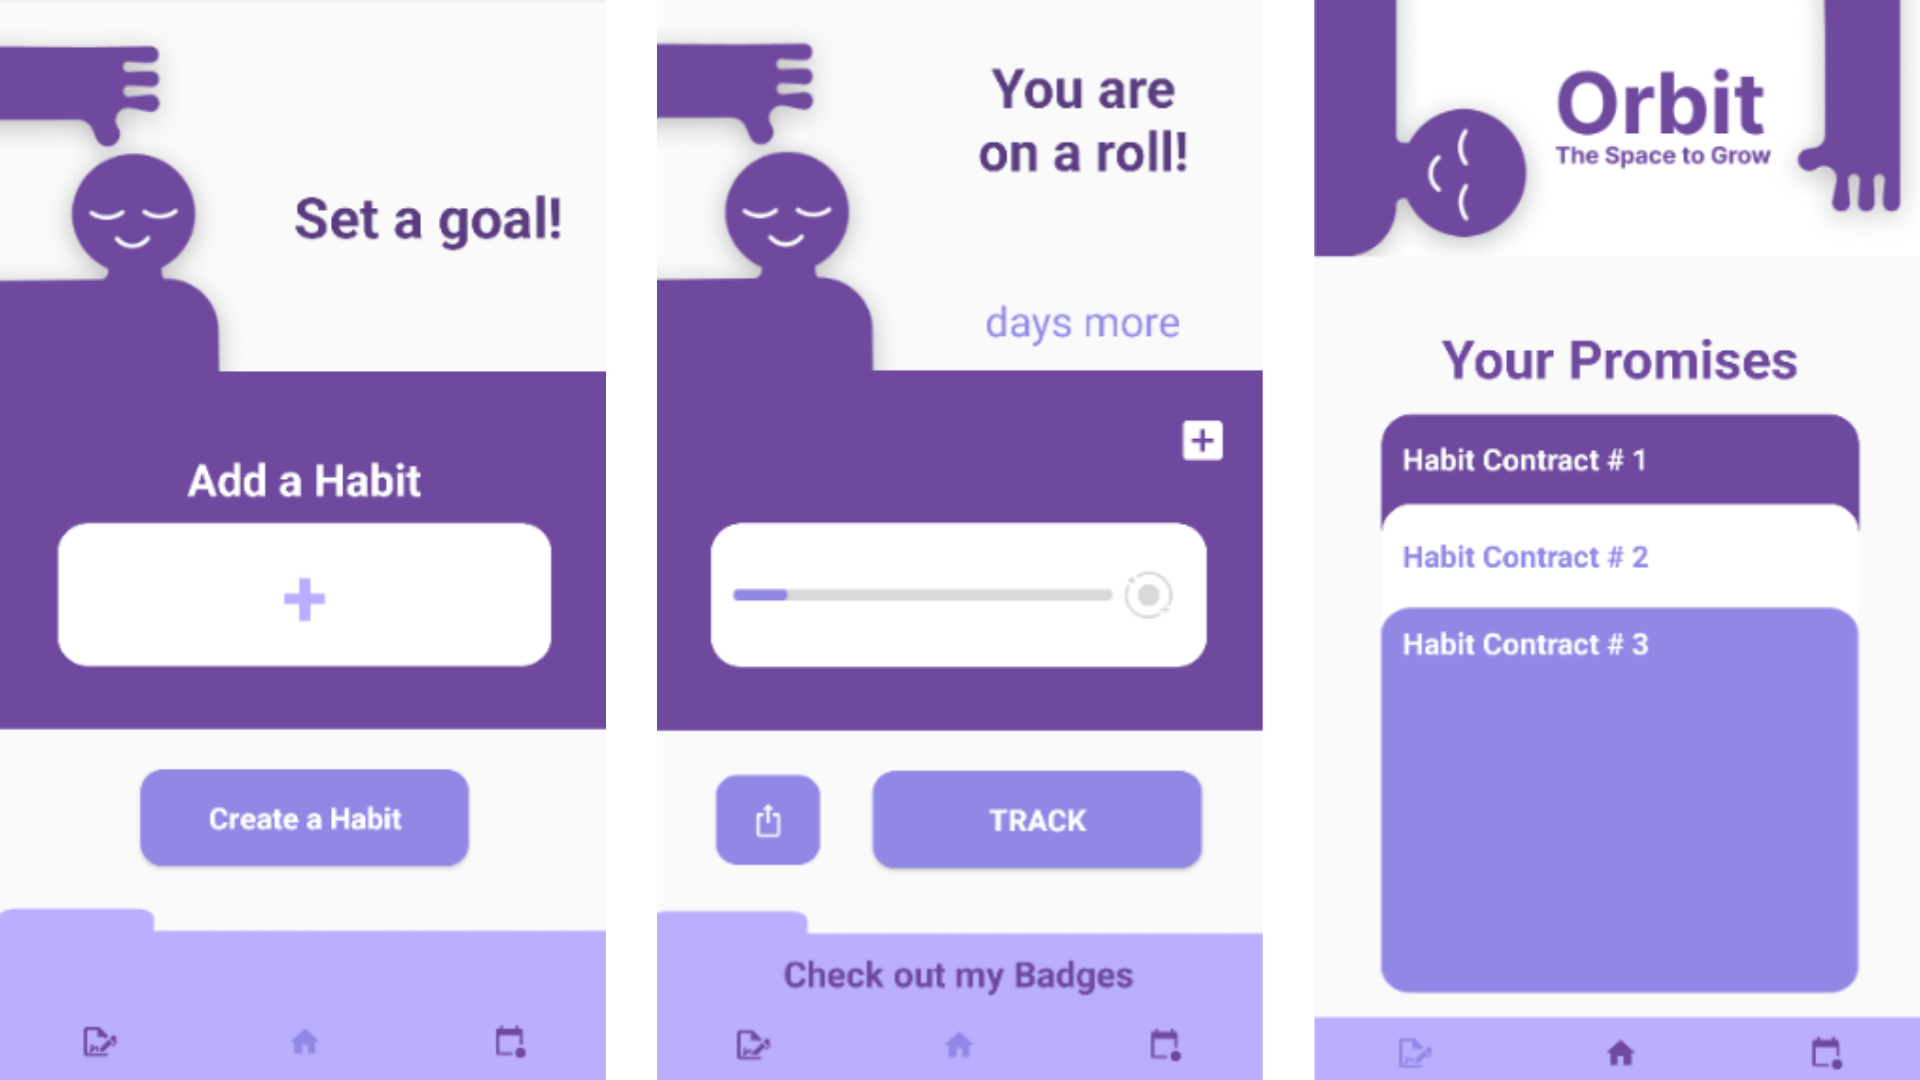 Set a goal!
Add a Habit
Create a Habit
You are
on a roll!
days more
TRACK
Check out my Badges
Orbit
The Space to Grow
Your Promises
Habit Contract # 1
Habit Contract # 2
Habit Contract # 3